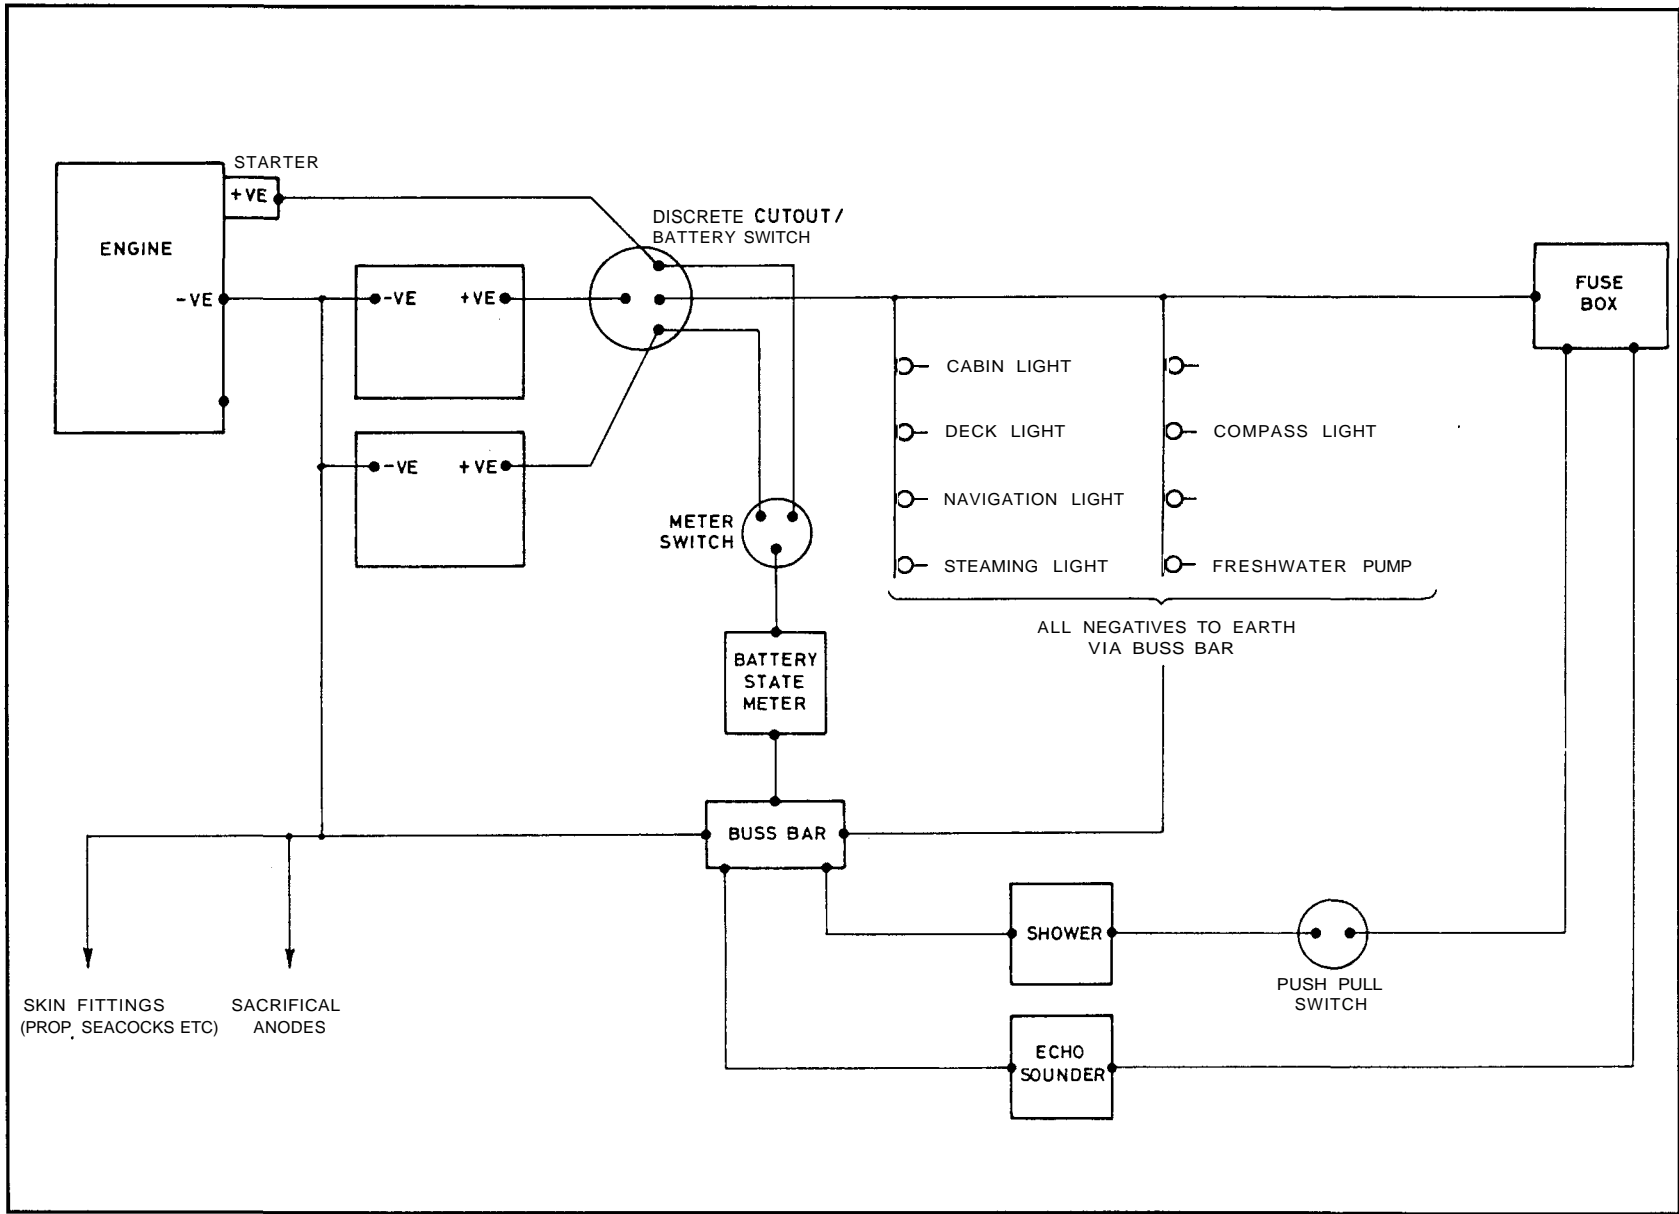 STARTER
+VE
ENGINE
-VE
DISCRETE CUTOUT/
BATTERY SWITCH
-VE +VE
-VE +VE
FUSE
BOX
CABIN LIGHT
DECK LIGHT
NAVIGATION LIGHT
STEAMING LIGHT
COMPASS LIGHT
FRESHWATER PUMP
ALL NEGATIVES TO EARTH
VIA BUSS BAR
METER
SWITCH
BATTERY
STATE
METER
BUSS BAR
SHOWER
PUSH PULL
SWITCH
ECHO
SOUNDER
SKIN FITTINGS
(PROP. SEACOCKS ETC)
SACRIFICAL
ANODES